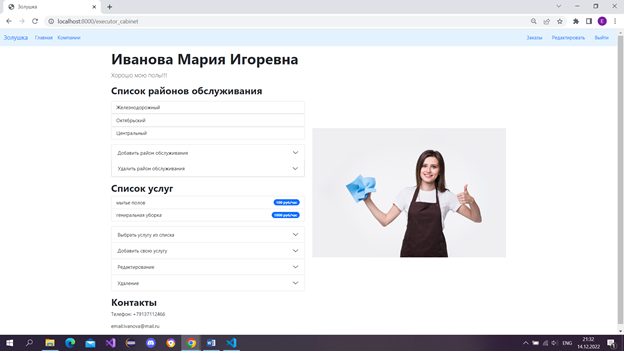 Золушка
localhost:8000/executor_cabinet
Золушка Главная Компании Заказы Редактировать Выйти
Иванова Мария Игоревна
Хорошо мою полы!!!
Список районов обслуживания
Железнодорожный
Октябрьский
Центральный
Добавить район обслуживания
Удалить район обслуживания
Список услуг
мытье полов 100 руб/час
гениральная уборка 1000 руб/час
Выбрать услугу из списка
Добавить свою услугу
Редактирование
Удаление
Контакты
Телефон: +79137112466
email:ivanova@mail.ru
ENG
21:32
14.12.2022